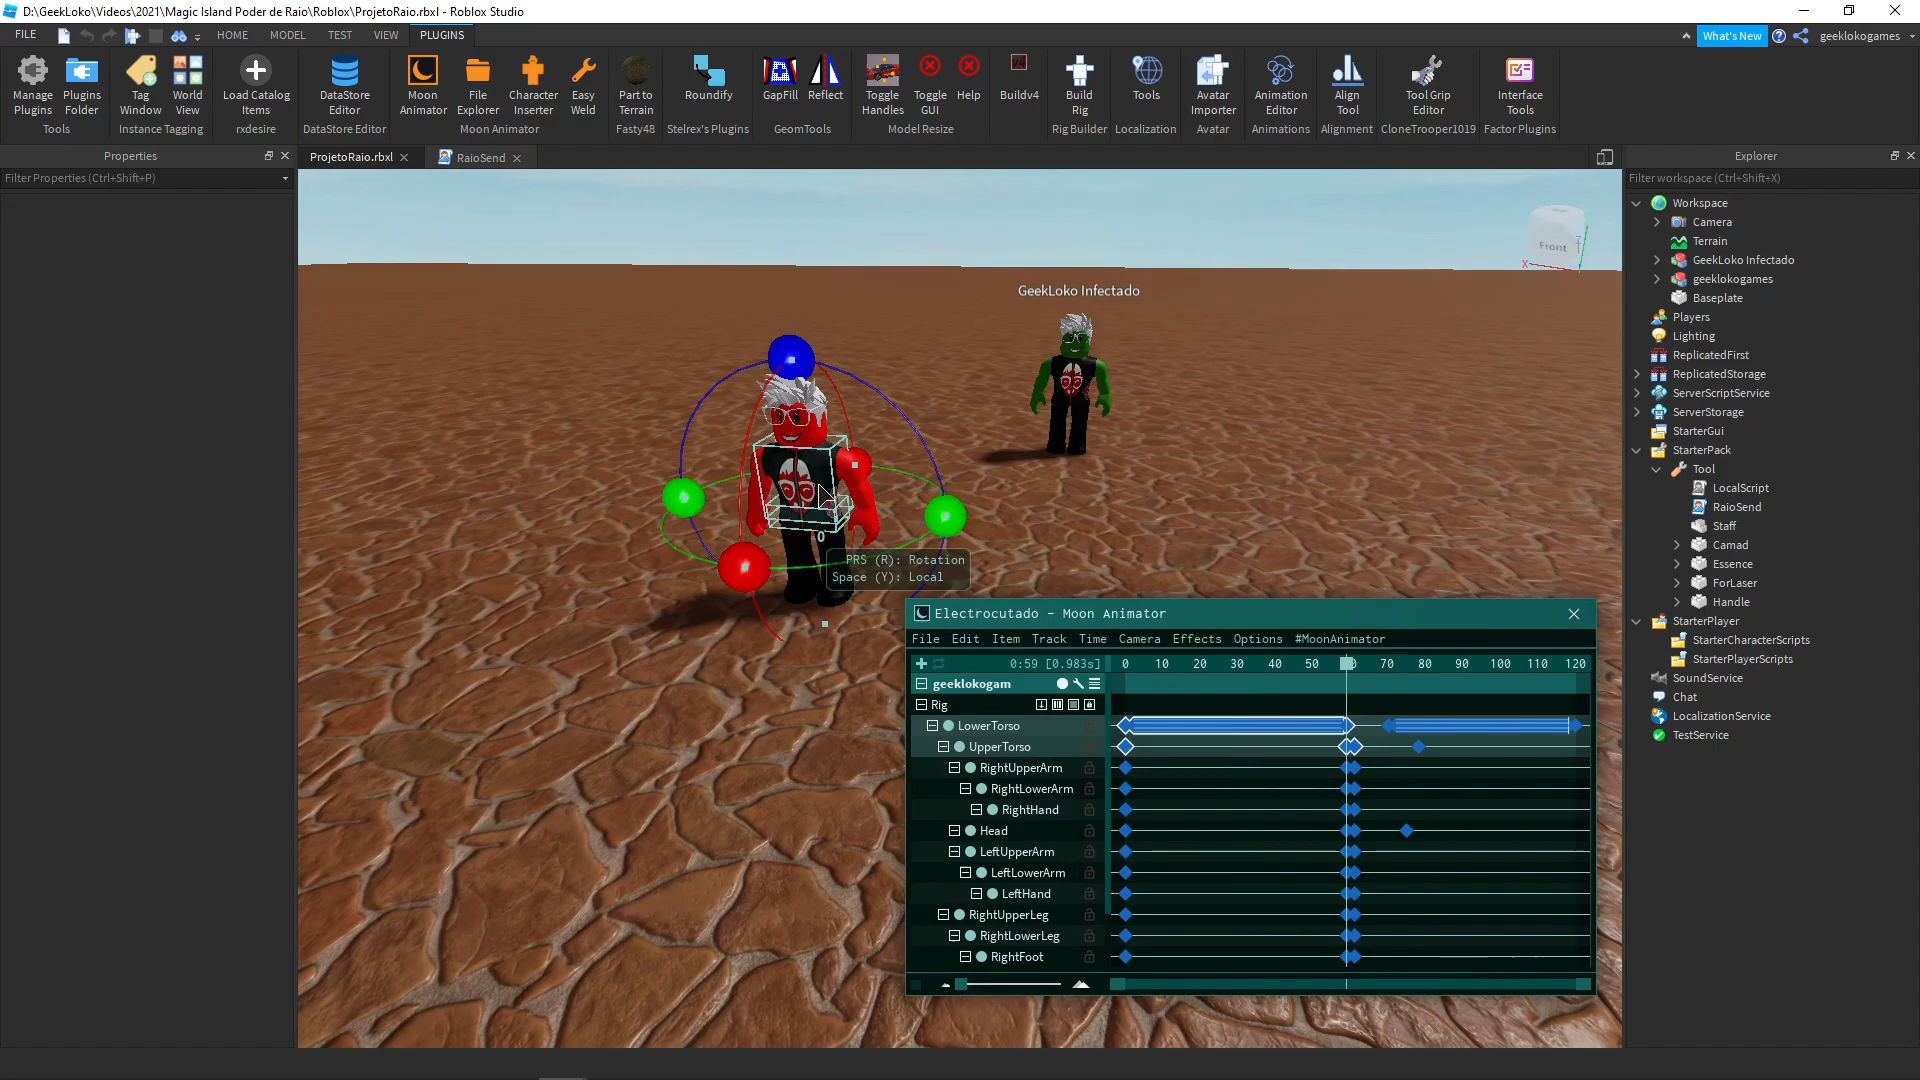 D:\GeekLoko\Videos\2021\Magic Island Poder de Raio\Roblox\ProjetoRaio.rbxl - Roblox Studio
FILE HOME MODEL TEST VIEW PLUGINS What's New geeklokogames
Manage Plugins
Plugins Folder
Tools
Tag Window
World View
Instance Tagging
Load Catalog Items
rxdesire
DataStore Editor
DataStore Editor
Moon Animator
File Explorer
Character Inserter
Easy Weld
Moon Animator
Part to Terrain
Fasty48
Roundify
Stelrex's Plugins
GapFill
Reflect
GeomTools
Toggle Handles
Toggle GUI
Help
Model Resize
v4
Buildv4
Build Rig
Rig Builder
Tools
Localization
Avatar Importer
Avatar
Animation Editor
Animations
Align Tool
Alignment
Tool Grip Editor
CloneTrooper1019
Interface Tools
Factor Plugins
Properties
Filter Properties (Ctrl+Shift+P)
ProjetoRaio.rbxl
RaioSend
Explorer
Filter workspace (Ctrl+Shift+X)
Workspace
Camera
Terrain
GeekLoko Infectado
geeklokogames
Baseplate
Players
Lighting
ReplicatedFirst
ReplicatedStorage
ServerScriptService
ServerStorage
StarterGui
StarterPack
Tool
LocalScript
RaioSend
Staff
Camad
Essence
ForLaser
Handle
StarterPlayer
StarterCharacterScripts
StarterPlayerScripts
SoundService
Chat
LocalizationService
TestService
Front
X
Z
GeekLoko Infectado
0
PRS (R): Rotation
Space (Y): Local
Electrocutado - Moon Animator
File Edit Item Track Time Camera Effects Options #MoonAnimator
0:59 [0.983s] 0 10 20 30 40 50 70 80 90 100 110 120
geeklokogam
Rig
LowerTorso
UpperTorso
RightUpperArm
RightLowerArm
RightHand
Head
LeftUpperArm
LeftLowerArm
LeftHand
RightUpperLeg
RightLowerLeg
RightFoot